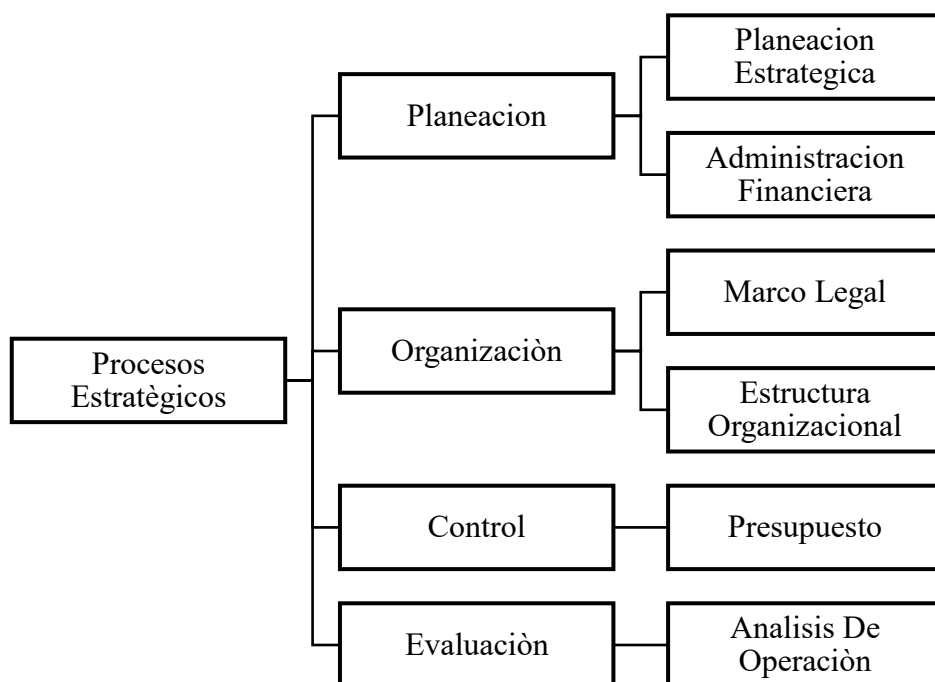 Procesos
Estratègicos
Planeacion
Planeacion
Estrategica
Administracion
Financiera
Organizaciòn
Marco Legal
Estructura
Organizacional
Control
Presupuesto
Evaluaciòn
Analisis De
Operaciòn